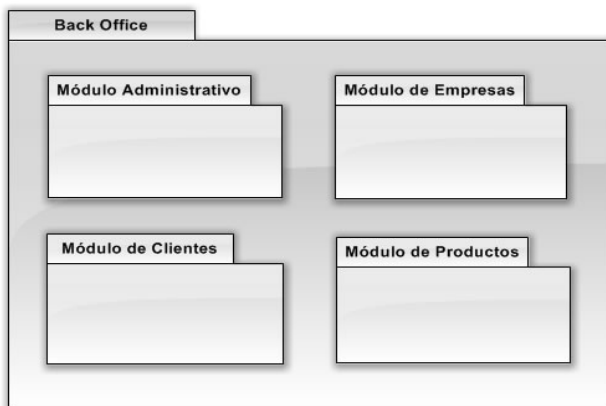 Back Office
Módulo Administrativo
Módulo de Empresas
Módulo de Clientes
Módulo de Productos